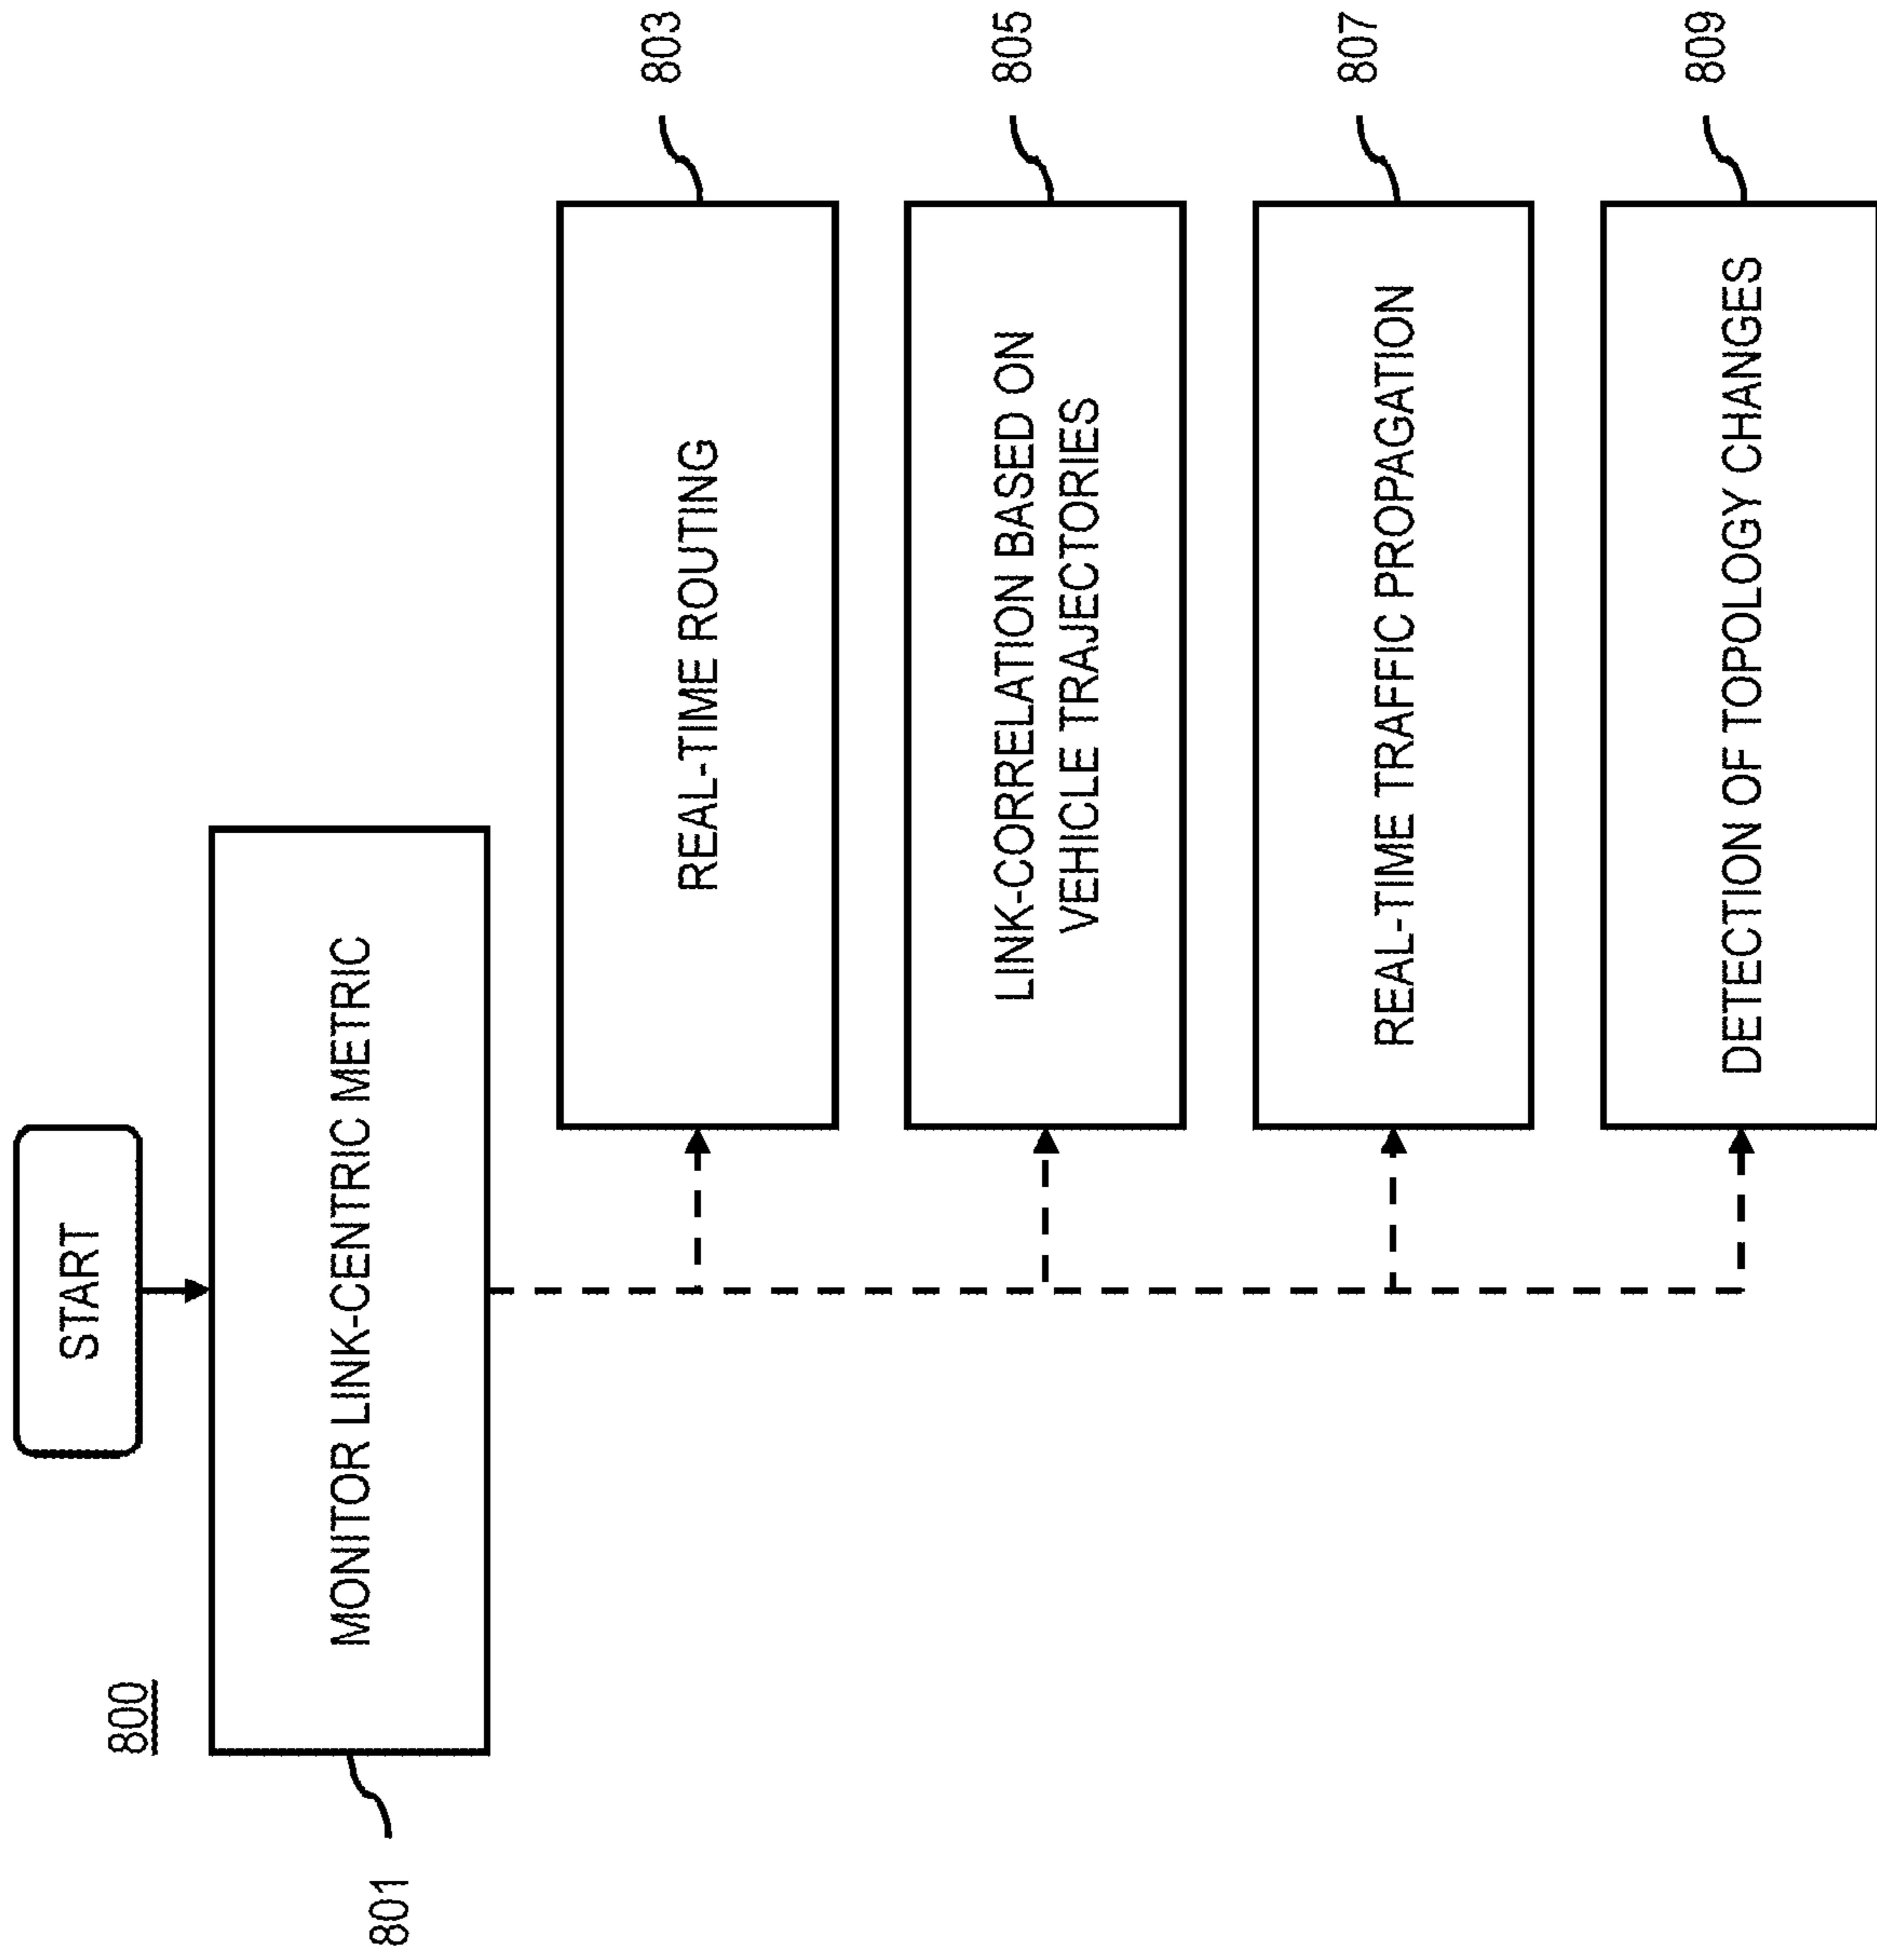 800
START
MONITOR LINK-CENTRIC METRIC
801
REAL-TIME ROUTING
803
LINK-CORRELATION BASED ON
VEHICLE TRAJECTORIES
805
REAL-TIME TRAFFIC PROPAGATION
807
DETECTION OF TOPOLOGY CHANGES
809